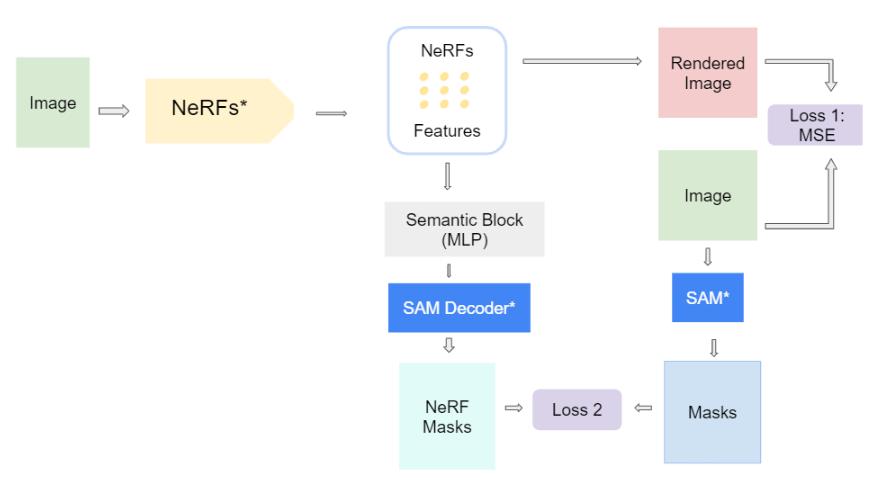 Image
NeRFs*
NeRFs
Features
Rendered
Image
Loss 1:
MSE
Image
Semantic Block
(MLP)
SAM Decoder*
SAM*
NeRF
Masks
Loss 2
Masks